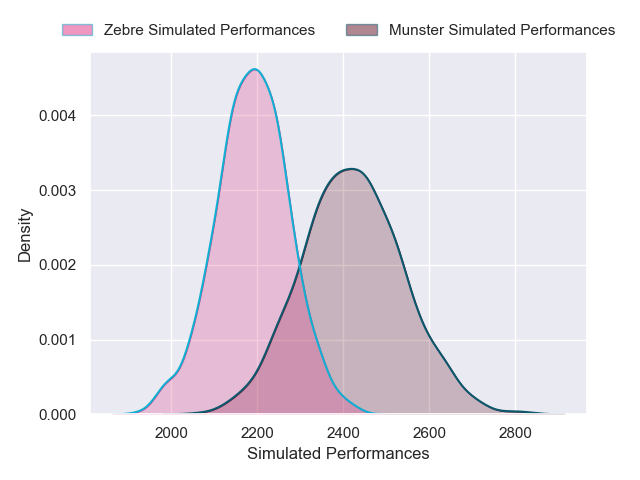 Zebre Simulated Performances Munster Simulated Performances
0.004
0.003
0.002
0.001
0.000
Density
2000 2200 2400 2600 2800
Simulated Performances